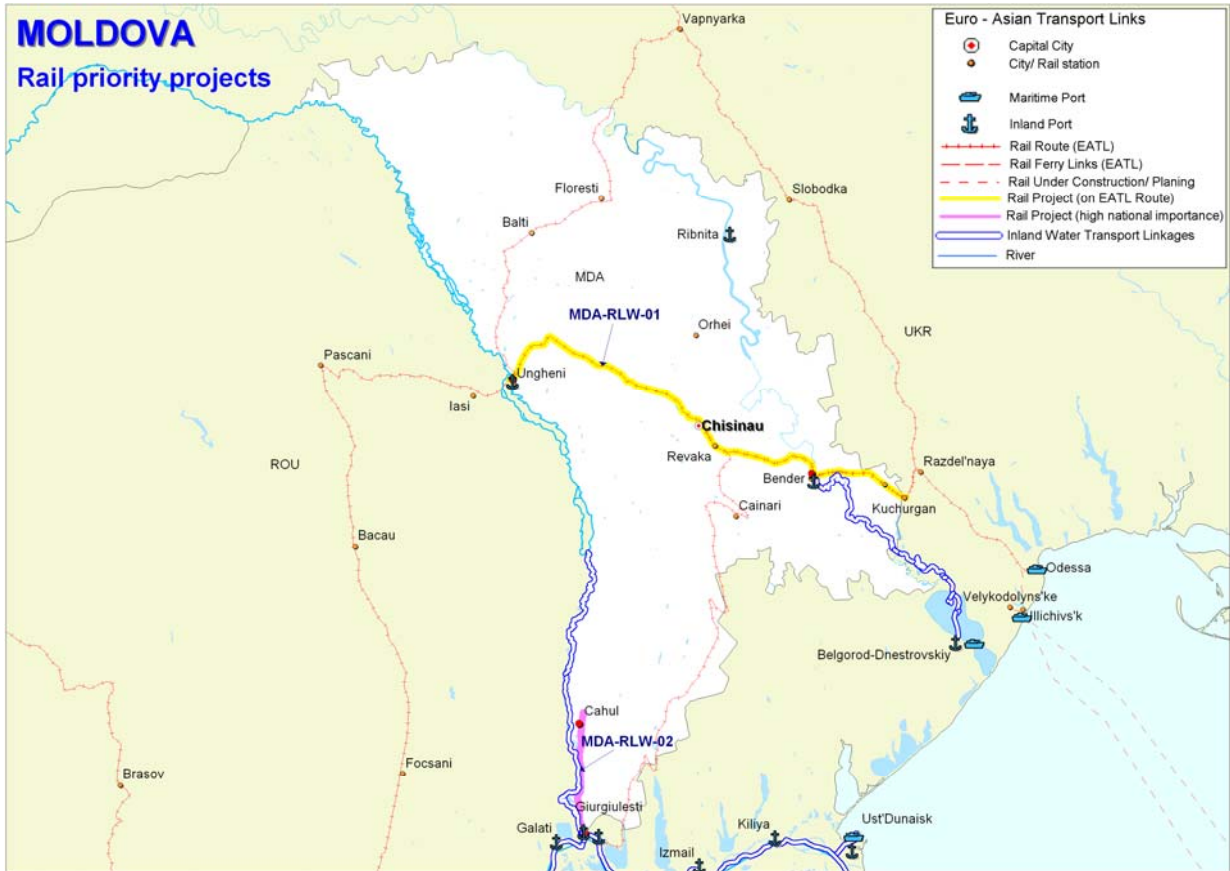 MOLDOVA
Rail priority projects
Euro - Asian Transport Links
Capital City
City/ Rail station
Maritime Port
Inland Port
Rail Route (EATL)
Rail Ferry Links (EATL)
Rail Under Construction/ Planing
Rail Project (on EATL Route)
Rail Project (high national importance)
Inland Water Transport Linkages
River
Vapnyarka
Floresti
Slobodka
Balti
Ribnita
MDA
MDA-RLW-01
Orhei
UKR
Pascani
Ungheni
Iasi
Chisinau
Revaka
ROU
Razdel'naya
Bender
Kuchurgan
Cainari
Bacau
Odessa
Velykodolyns'ke
Illichivs'k
Belgorod-Dnestrovskiy
Cahul
MDA-RLW-02
Focsani
Brasov
Giurgiulesti
Galati
Kiliya
Ust'Dunaisk
Izmail